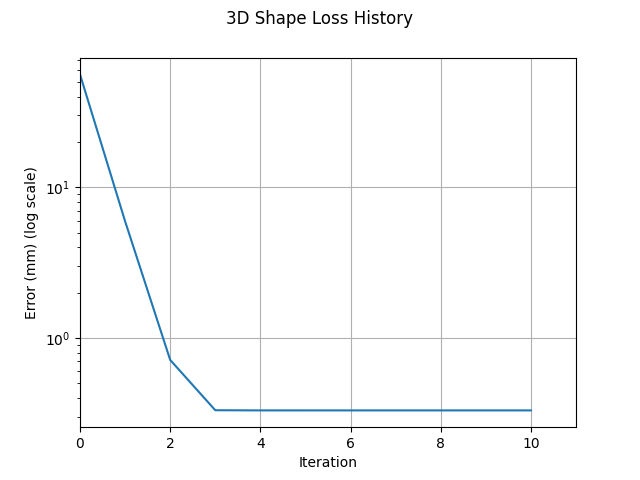 3D Shape Loss History
Error (mm) (log scale)
10¹
10⁰
0 2 4 6 8 10
Iteration